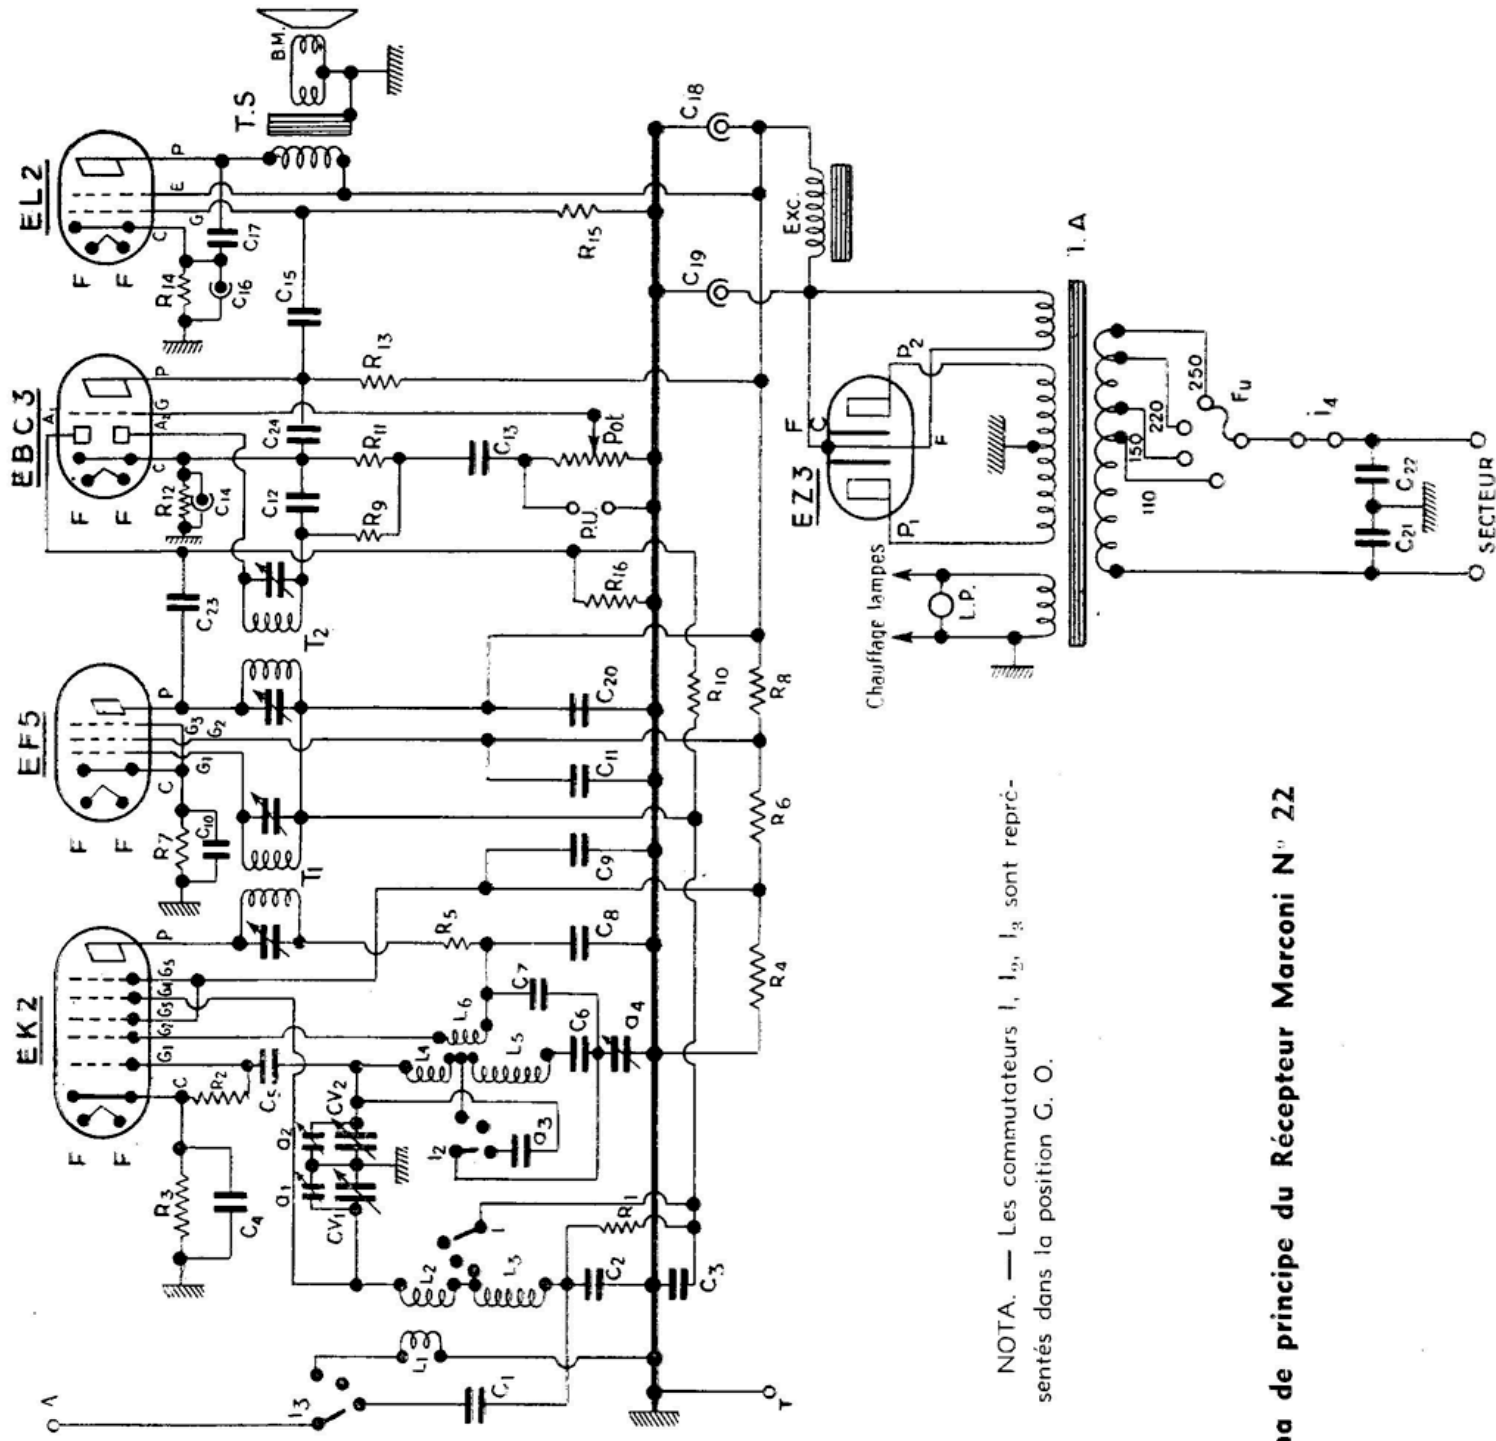 EK2
EF5
EBC3
EL2
F
F
F
F
F
F
F
F
C
G1
G2
G3
G4
G5
P
C
G1
G2
G3
P
C
A1
A2
G
P
C
G
E
P
R3
C4
R2
C5
R7
C10
R12
C14
R14
C16
C17
C23
C24
C12
C15
T.S
B.M.
a1
a2
CV1
CV2
T1
T2
R9
R11
R13
C13
Pot
P.U.
R15
R16
A
I3
L1
C1
L2
L3
I
R1
C2
C3
I2
a3
L4
L5
L6
C6
C7
a4
R5
C8
C9
C11
C20
R10
R4
R6
R8
C18
C19
Exc.
T
EZ3
F
C
P1
P2
F
Chauffage lampes
L.P.
T.A
110
150
220
250
Fu
i4
C21
C22
SECTEUR
NOTA. — Les commutateurs I, I2, I3 sont repré-
sentés dans la position G. O.
de principe du Récepteur Marconi N° 22